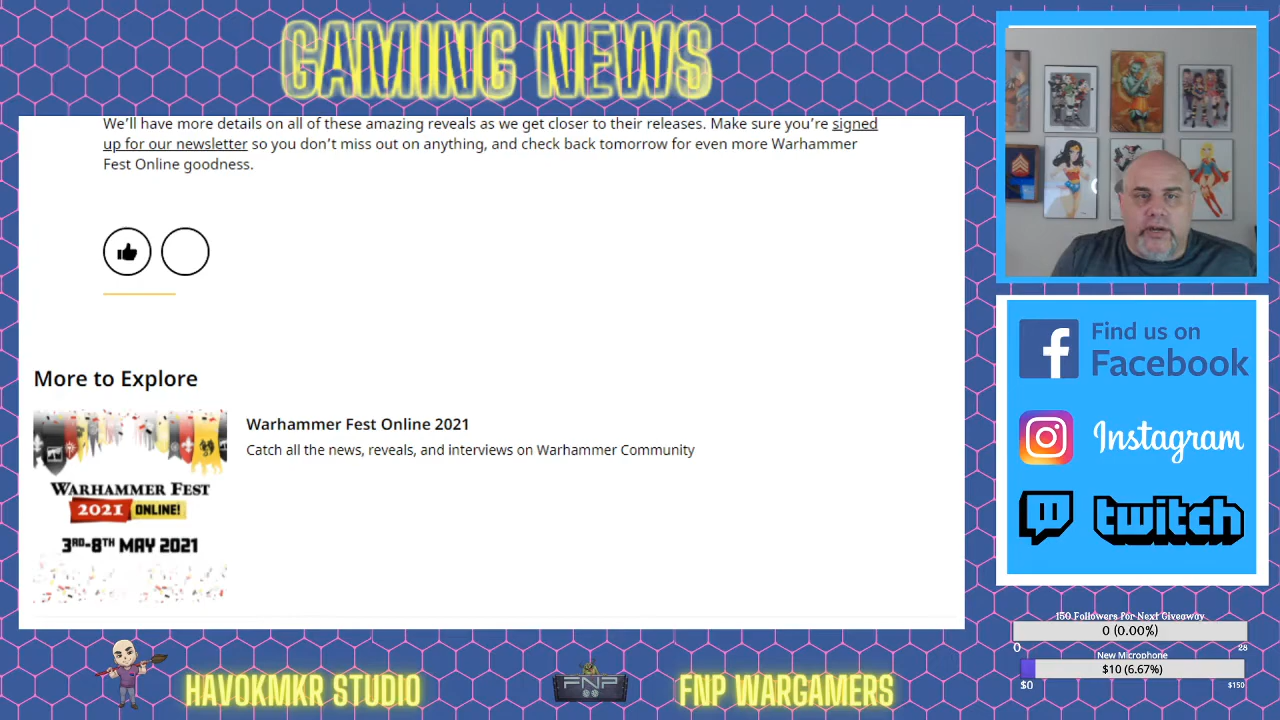 GAMING NEWS
We'll have more details on all of these amazing reveals as we get closer to their releases. Make sure you're signed
up for our newsletter so you don't miss out on anything, and check back tomorrow for even more Warhammer
Fest Online goodness.
More to Explore
Warhammer Fest Online 2021
Catch all the news, reveals, and interviews on Warhammer Community
WARHAMMER FEST
2021 ONLINE!
3RD-8TH MAY 2021
Find us on
Facebook
Instagram
twitch
150 Followers For Next Giveaway
0 (0.00%)
0 28
New Microphone
$10 (6.67%)
$0 $150
HAVOKMKR STUDIO
FNP
FNP WARGAMERS